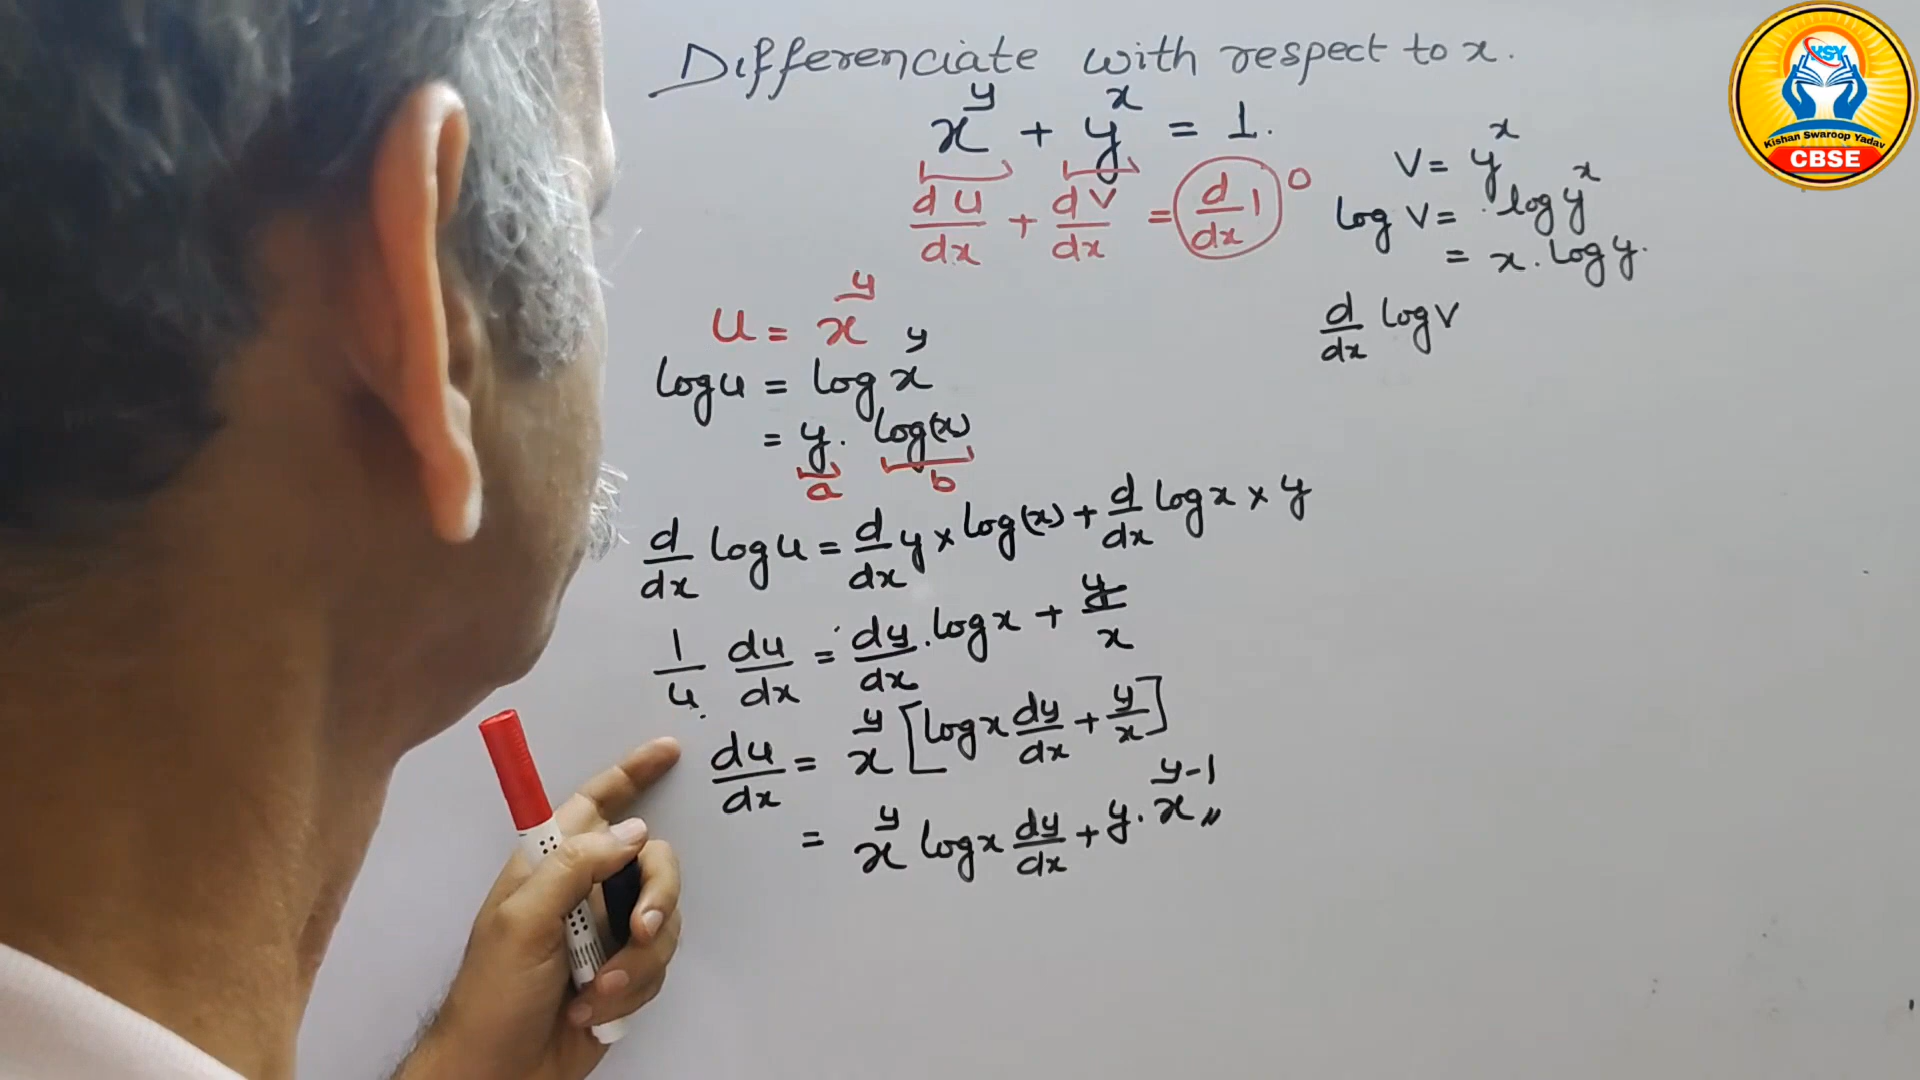 Differenciate with respect to x.
x^y + y^x = 1.
du/dx + dv/dx = d/dx 1 0
u = x^y
log u = log x^y
= y. log(x)
a b
d/dx log u = d/dx y × log(x) + d/dx log x × y
1/u du/dx = dy/dx . log x + y/x
du/dx = x^y [log x dy/dx + y/x]
= x^y log x dy/dx + y. x^y-1 "
V = y^x
log V = log y^x
= x. log y.
d/dx log V
KSY
Kishan Swaroop Yadav
CBSE